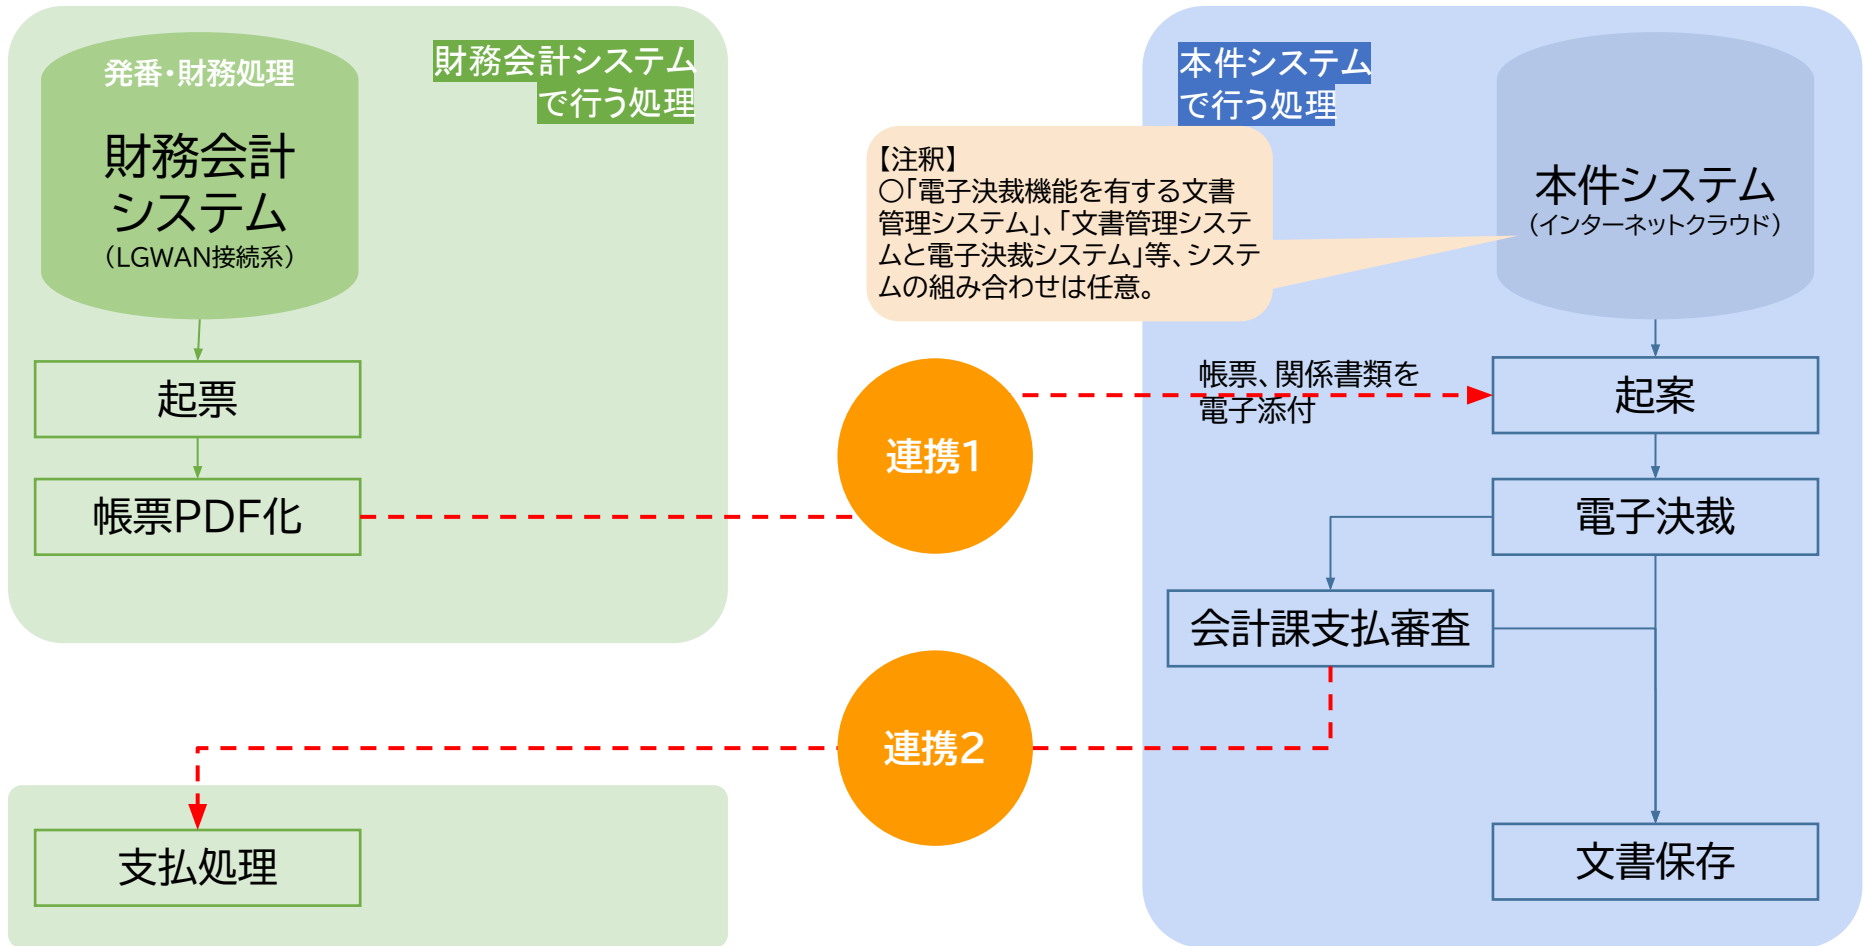 発番・財務処理
財務会計
システム
（LGWAN接続系）
財務会計システム
で行う処理
起票
帳票PDF化
支払処理
連携1
連携2
本件システム
で行う処理
【注釈】
○「電子決裁機能を有する文書
管理システム」、「文書管理システ
ムと電子決裁システム」等、システ
ムの組み合わせは任意。
本件システム
（インターネットクラウド）
帳票、関係書類を
電子添付
起案
電子決裁
会計課支払審査
文書保存